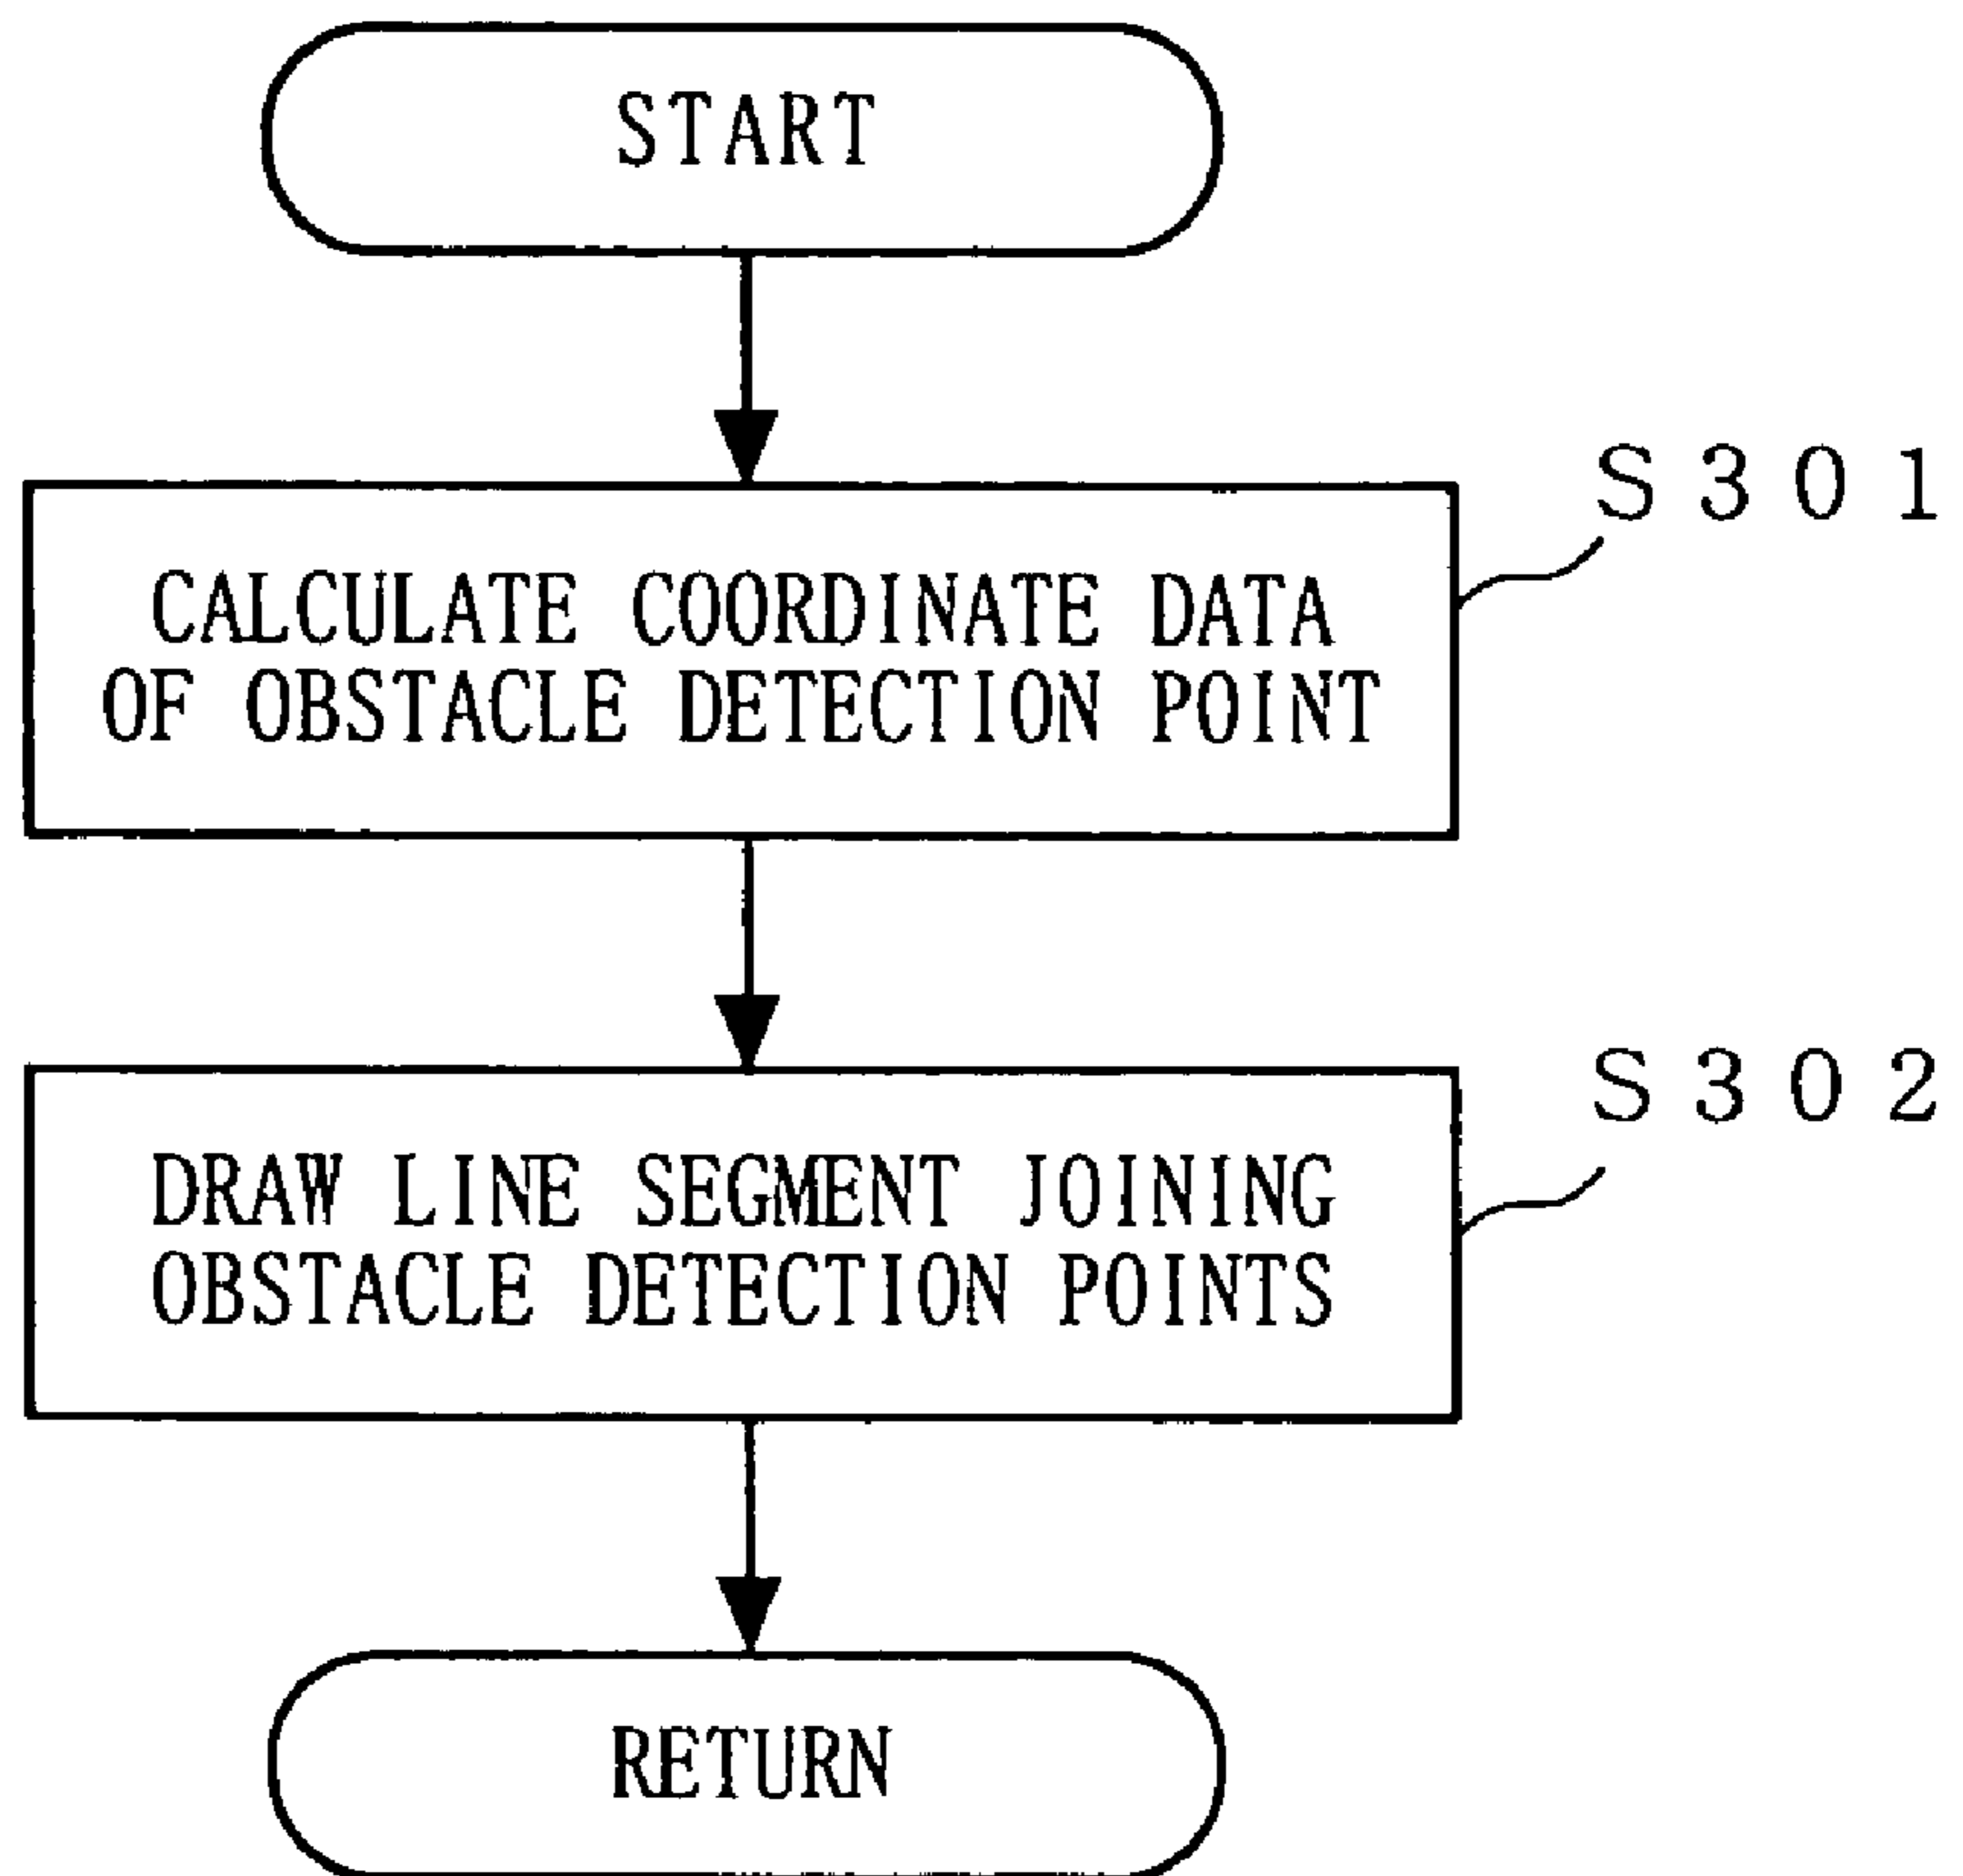 START
S301
CALCULATE COORDINATE DATA
OF OBSTACLE DETECTION POINT
S302
DRAW LINE SEGMENT JOINING
OBSTACLE DETECTION POINTS
RETURN